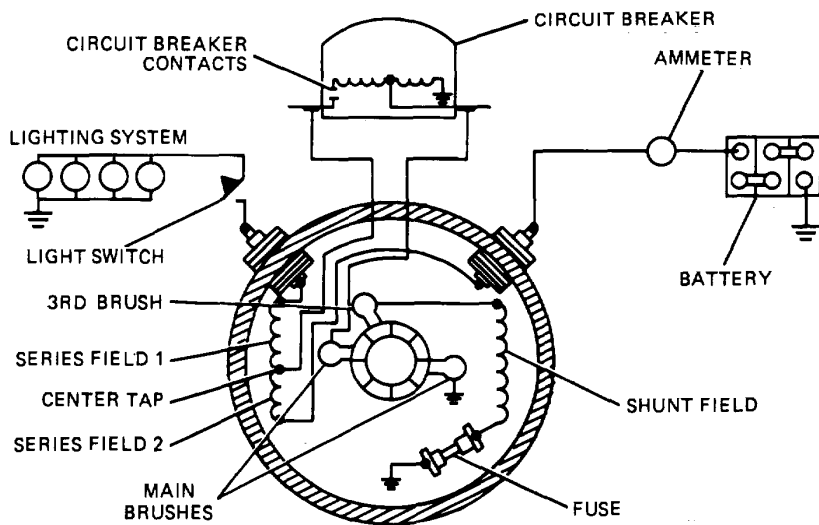 CIRCUIT BREAKER
CIRCUIT BREAKER
CONTACTS
AMMETER
LIGHTING SYSTEM
LIGHT SWITCH
BATTERY
3RD BRUSH
SERIES FIELD 1
CENTER TAP
SHUNT FIELD
SERIES FIELD 2
MAIN
BRUSHES
FUSE